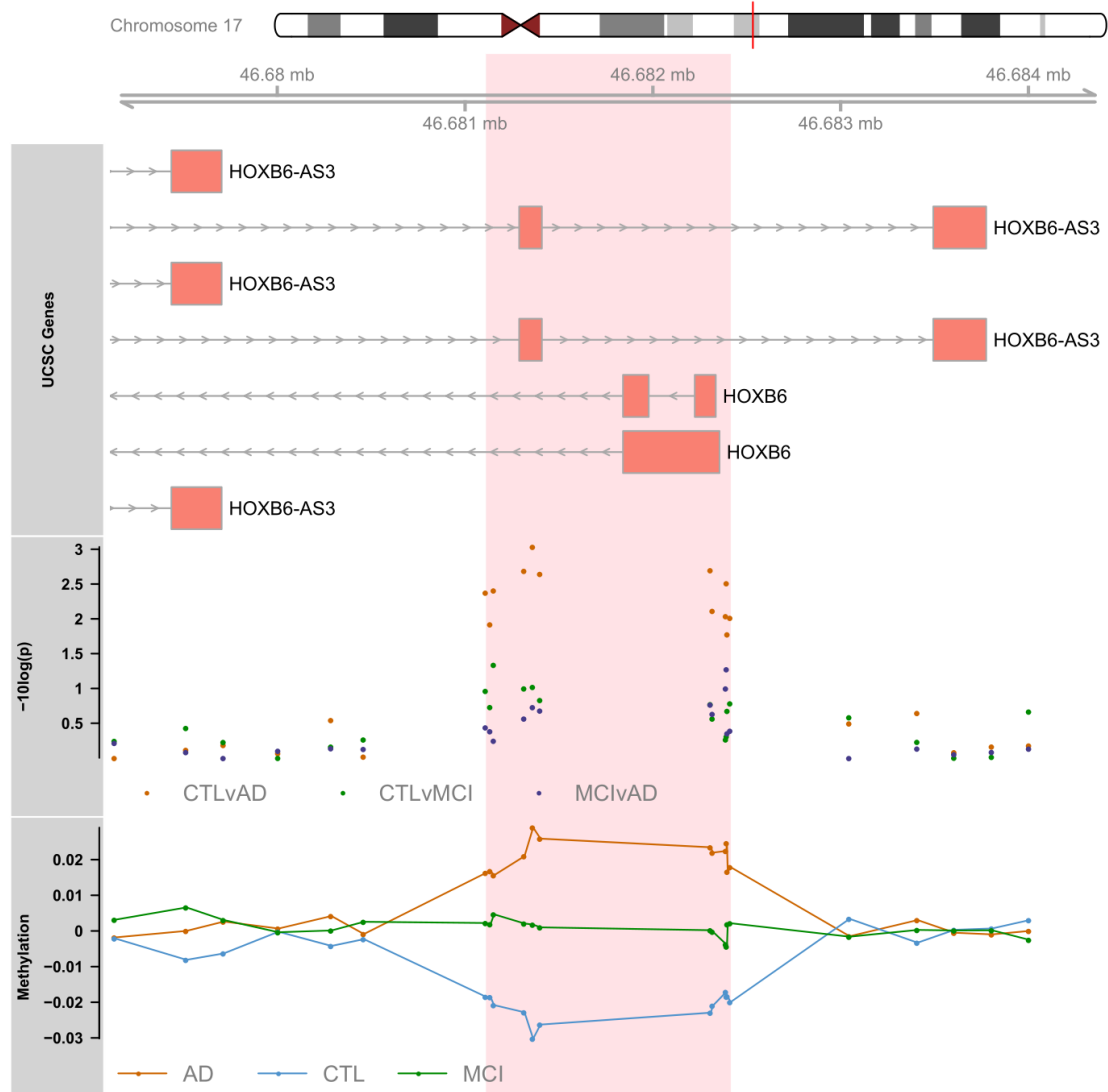 Chromosome 17
46.68 mb 46.682 mb 46.684 mb
46.681 mb 46.683 mb
UCSC Genes
HOXB6-AS3
HOXB6-AS3
HOXB6-AS3
HOXB6-AS3
HOXB6
HOXB6
HOXB6-AS3
−10log(p)
3
2.5
2
1.5
1
0.5
CTLvAD CTLvMCI MCIvAD
Methylation
0.02
0.01
0
−0.01
−0.02
−0.03
AD CTL MCI